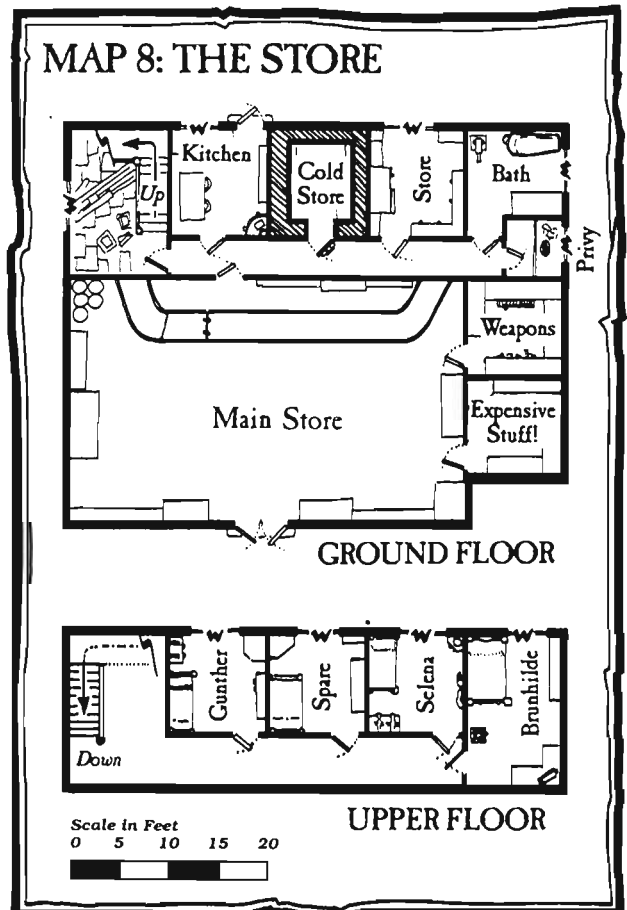 MAP 8: THE STORE
Kitchen
Up
Cold
Store
Store
Bath
Privy
Weapons
Main Store
Expensive
Stuff!
GROUND FLOOR
Gunther
Spare
Selena
Brunhilde
Down
UPPER FLOOR
Scale in Feet
0 5 10 15 20